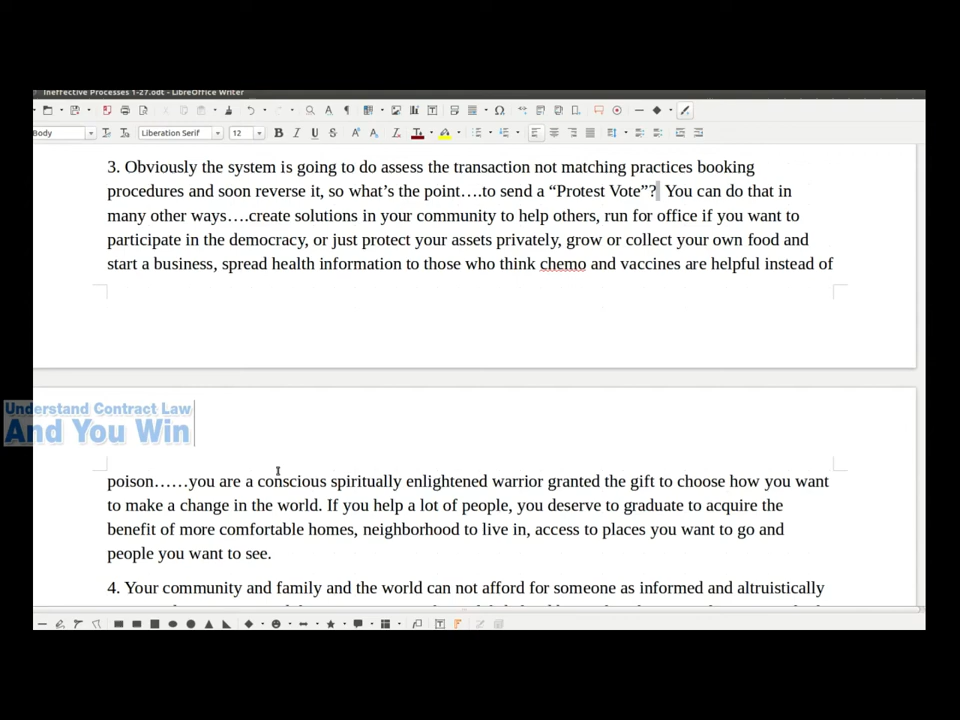 Ineffective Processes 1-27.odt - LibreOffice Writer
Body
Liberation Serif
12
3. Obviously the system is going to do assess the transaction not matching practices booking
procedures and soon reverse it, so what’s the point….to send a “Protest Vote”? You can do that in
many other ways….create solutions in your community to help others, run for office if you want to
participate in the democracy, or just protect your assets privately, grow or collect your own food and
start a business, spread health information to those who think chemo and vaccines are helpful instead of
Understand Contract Law
And You Win
poison……you are a conscious spiritually enlightened warrior granted the gift to choose how you want
to make a change in the world. If you help a lot of people, you deserve to graduate to acquire the
benefit of more comfortable homes, neighborhood to live in, access to places you want to go and
people you want to see.
4. Your community and family and the world can not afford for someone as informed and altruistically